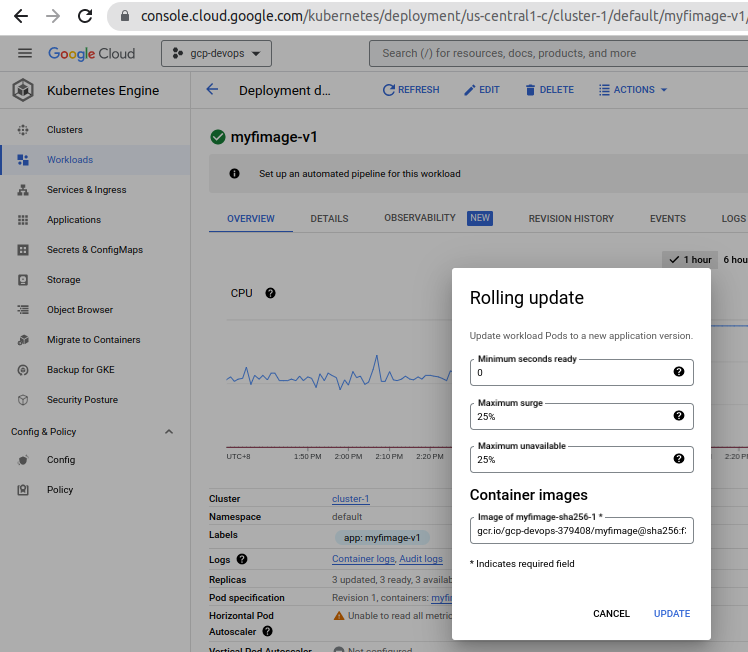 console.cloud.google.com/kubernetes/deployment/us-central1-c/cluster-1/default/myfimage-v1/
Google Cloud
gcp-devops
Search (/) for resources, docs, products, and more
Kubernetes Engine
Deployment d...
REFRESH
EDIT
DELETE
ACTIONS
Clusters
Workloads
Services & Ingress
Applications
Secrets & ConfigMaps
Storage
Object Browser
Migrate to Containers
Backup for GKE
Security Posture
Config & Policy
Config
Policy
myfimage-v1
Set up an automated pipeline for this workload
OVERVIEW
DETAILS
OBSERVABILITY
NEW
REVISION HISTORY
EVENTS
LOGS
1 hour
6 hou
CPU
UTC+8
1:50 PM
2:00 PM
2:10 PM
2:20 PM
2:20 P
Cluster
cluster-1
Namespace
default
Labels
app: myfimage-v1
Logs
Container logs, Audit logs
Replicas
3 updated, 3 ready, 3 availab
Pod specification
Revision 1, containers: myfi
Horizontal Pod
Autoscaler
Unable to read all metric
Vertical Pod Autoscaler
Not configured
Rolling update
Update workload Pods to a new application version.
Minimum seconds ready
0
Maximum surge
25%
Maximum unavailable
25%
Container images
Image of myfimage-sha256-1 *
gcr.io/gcp-devops-379408/myfimage@sha256:f
* Indicates required field
CANCEL
UPDATE